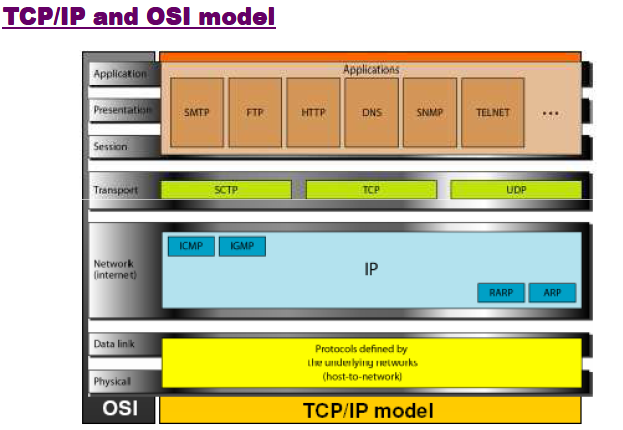 TCP/IP and OSI model
Application
Applications
Presentation
SMTP
FTP
HTTP
DNS
SNMP
TELNET
...
Session
Transport
SCTP
TCP
UDP
Network
(internet)
ICMP
IGMP
IP
RARP
ARP
Data link
Protocols defined by
the underlying networks
(host-to-network)
Physicall
OSI
TCP/IP model